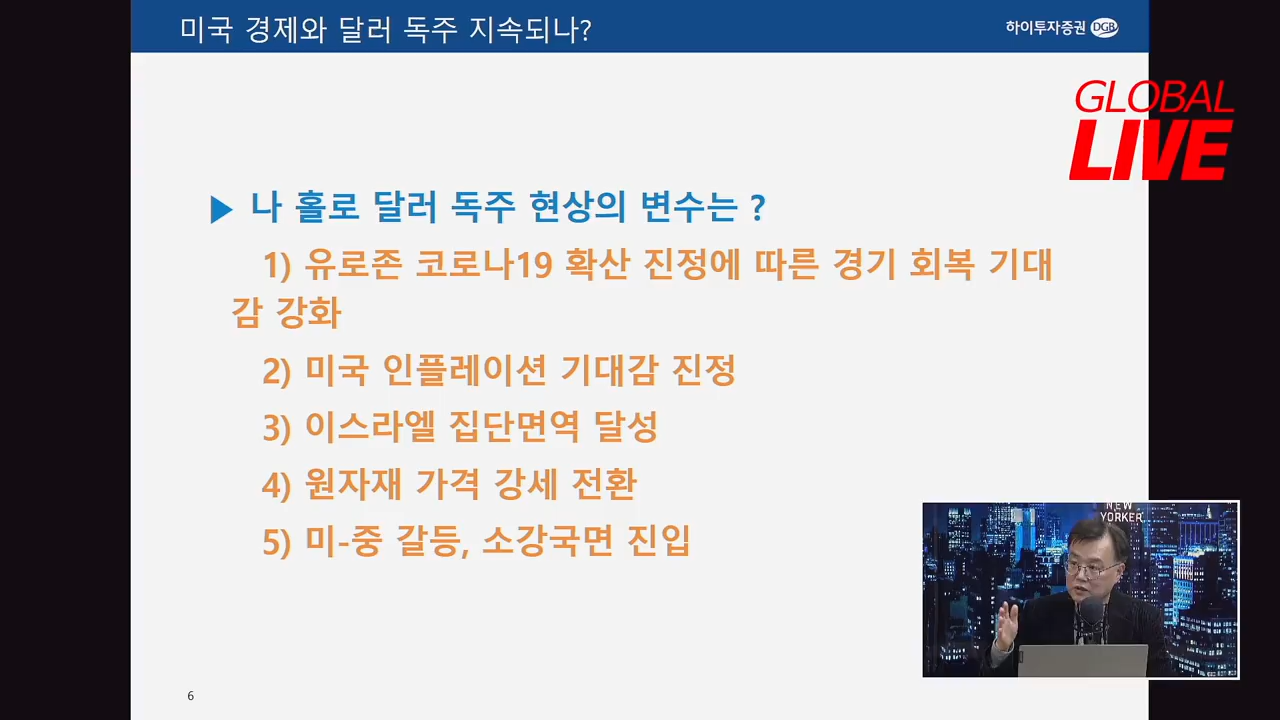 미국 경제와 달러 독주 지속되나?
하이투자증권 DGB
GLOBAL
LIVE
▶ 나 홀로 달러 독주 현상의 변수는 ?
1) 유로존 코로나19 확산 진정에 따른 경기 회복 기대
감 강화
2) 미국 인플레이션 기대감 진정
3) 이스라엘 집단면역 달성
4) 원자재 가격 강세 전환
5) 미-중 갈등, 소강국면 진입
NEW
YORKER
6